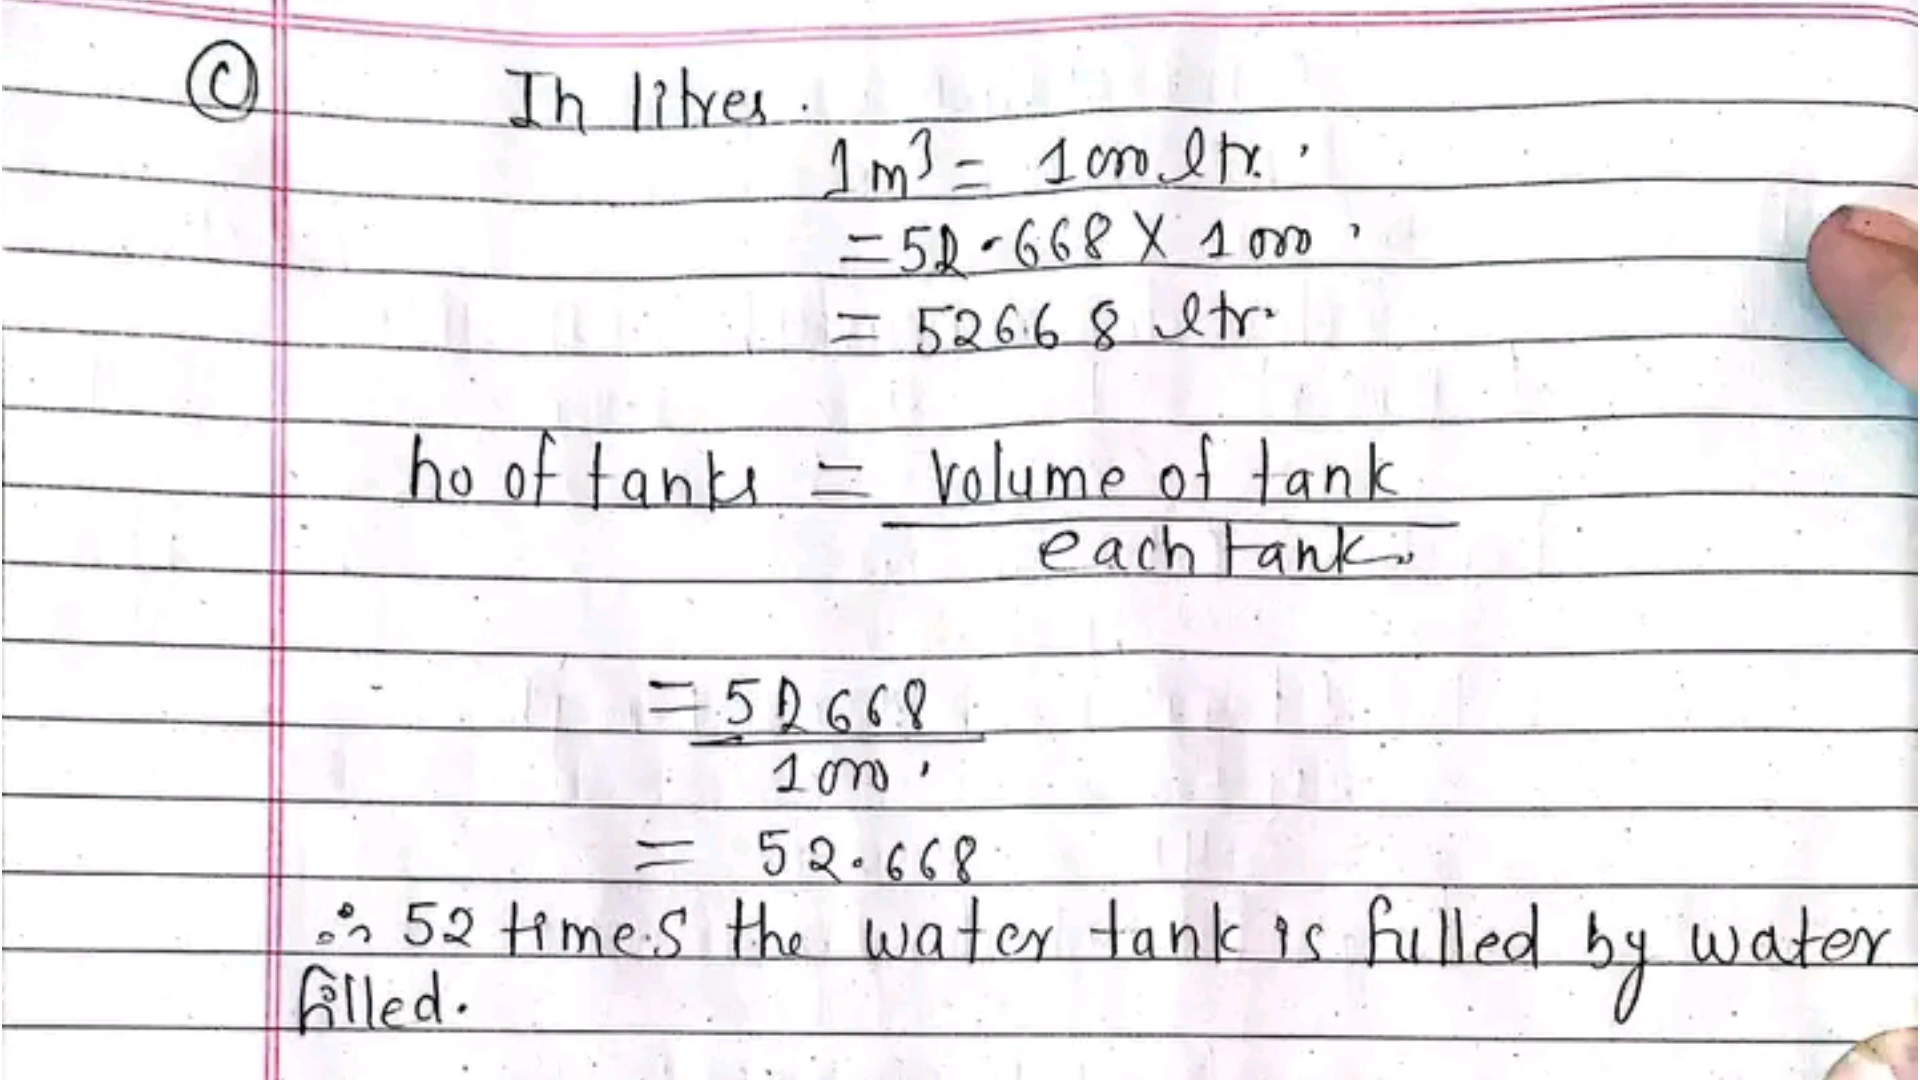 (C) In litres.
1m³ = 1000 ltr.
= 52.668 X 1000
= 52668 ltr.
no of tanks = Volume of tank
each tank.
= 52668
1000
= 52.668
∴ 52 times the water tank is fulled by water
filled.